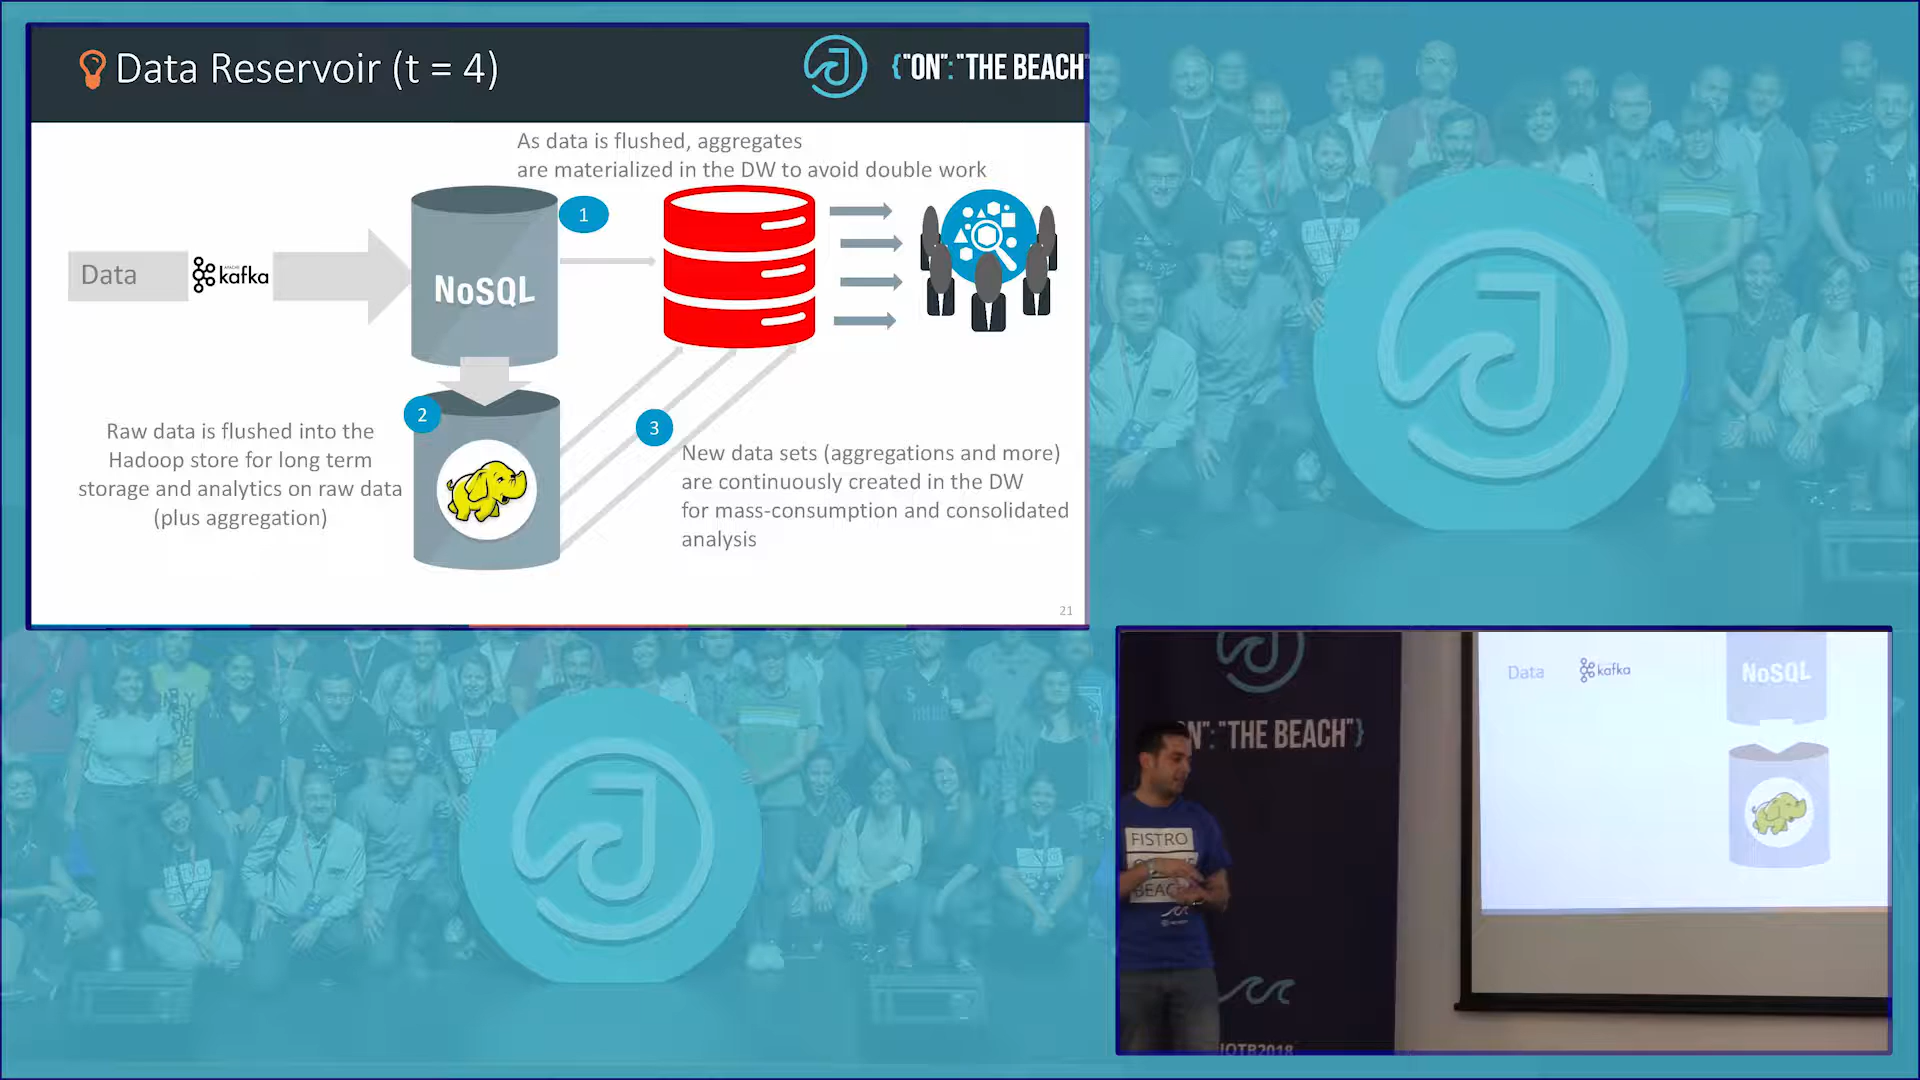 Data Reservoir (t = 4)
{"ON":"THE BEACH"
As data is flushed, aggregates
are materialized in the DW to avoid double work
1
Data
kafka
NoSQL
2
3
Raw data is flushed into the
Hadoop store for long term
storage and analytics on raw data
(plus aggregation)
New data sets (aggregations and more)
are continuously created in the DW
for mass-consumption and consolidated
analysis
21
Data
kafka
NoSQL
N":"THE BEACH"}
FISTRO
BEAC
JOTB2018